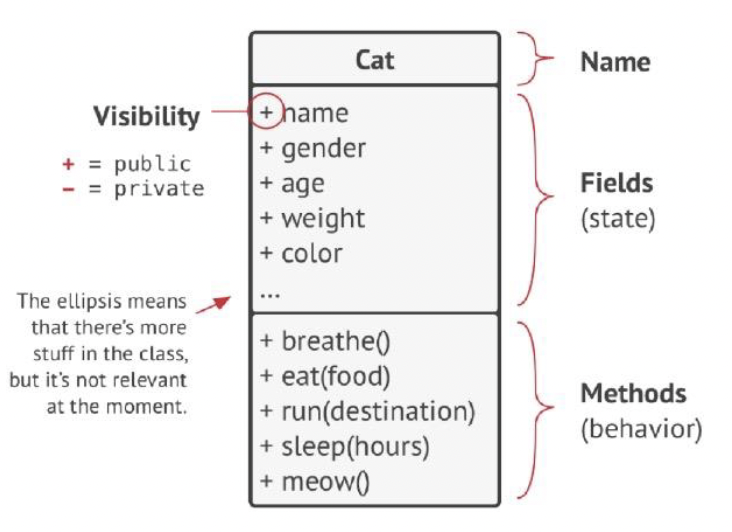 Cat
Name
Visibility
+ = public
− = private
+ name
+ gender
+ age
+ weight
+ color
...
Fields
(state)
The ellipsis means
that there's more
stuff in the class,
but it's not relevant
at the moment.
+ breathe()
+ eat(food)
+ run(destination)
+ sleep(hours)
+ meow()
Methods
(behavior)